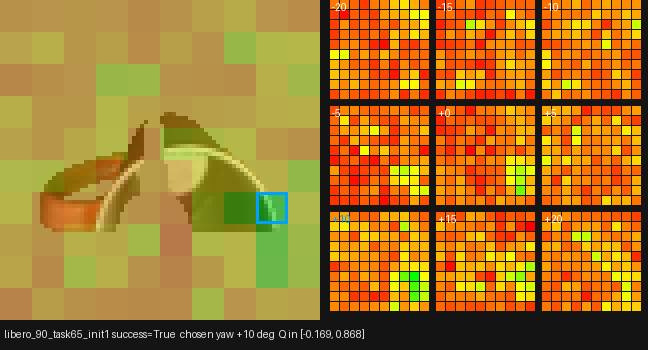 -20 -15 -10
-5 +0 +5
+15 +20
libero_90_task65_init1 success=True chosen yaw +10 deg Q in [-0.169, 0.868]